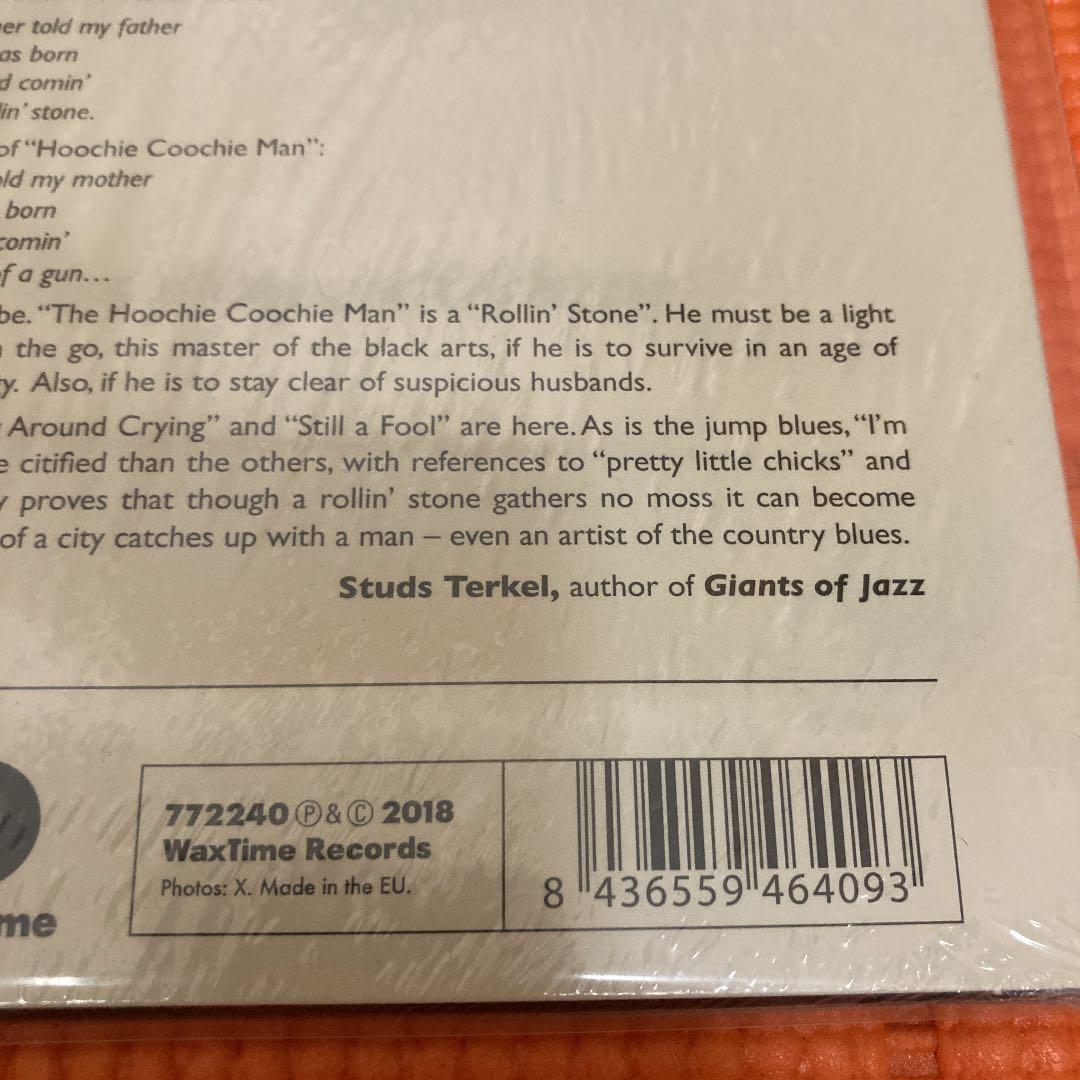 er told my father
as born
d comin'
lin' stone.
of “Hoochie Coochie Man”:
old my mother
born
comin'
of a gun…
be. “The Hoochie Coochie Man” is a “Rollin' Stone”. He must be a light
the go, this master of the black arts, if he is to survive in an age of
y. Also, if he is to stay clear of suspicious husbands.
Around Crying” and “Still a Fool” are here. As is the jump blues, “I'm
e citified than the others, with references to “pretty little chicks” and
y proves that though a rollin' stone gathers no moss it can become
of a city catches up with a man – even an artist of the country blues.
Studs Terkel, author of Giants of Jazz
772240 Ⓟ & © 2018
WaxTime Records
Photos: X. Made in the EU.
8 436559 464093
me